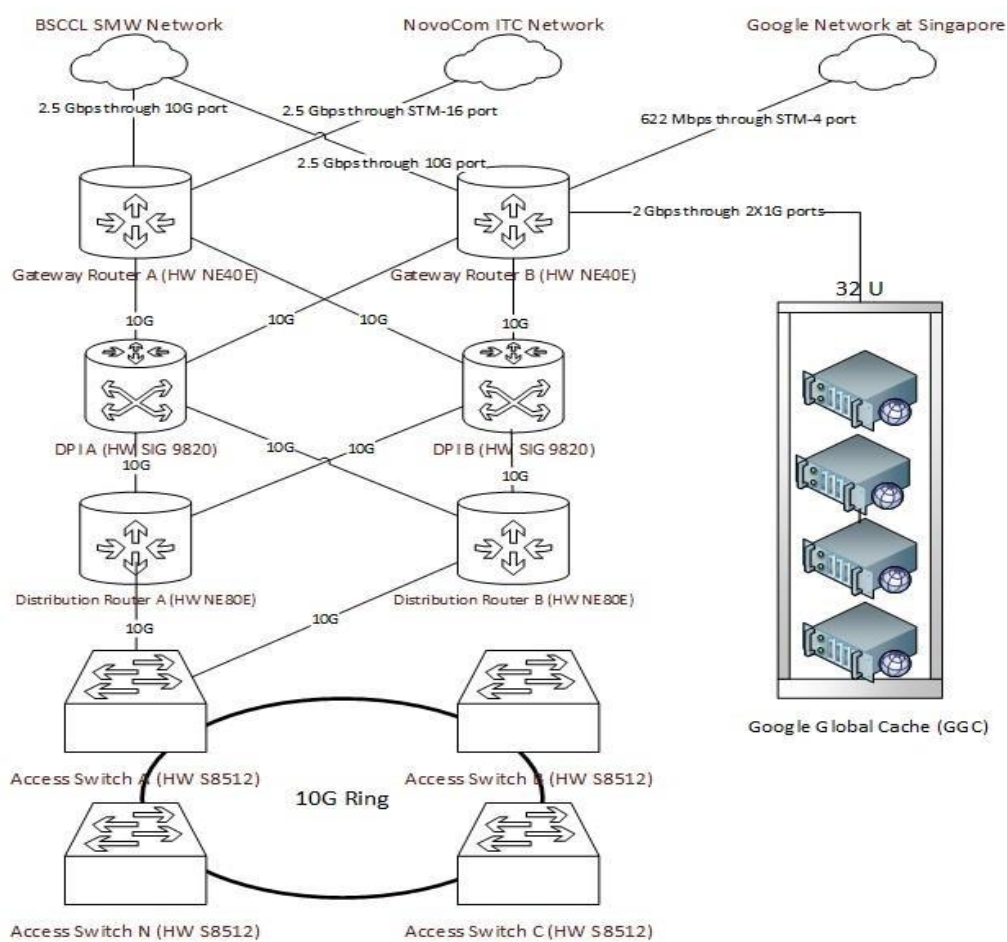 BSCCL SMW Network
NovoCom ITC Network
Google Network at Singapore
2.5 Gbps through 10G port
2.5 Gbps through STM-16 port
622 Mbps through STM-4 port
2.5 Gbps through 10G port
2 Gbps through 2X1G ports
Gateway Router A (HW NE40E)
Gateway Router B (HW NE40E)
32 U
10G
10G
10G
10G
DPI A (HW SIG 9820)
DPI B (HW SIG 9820)
10G
10G
10G
10G
Distribution Router A (HW NE80E)
Distribution Router B (HW NE80E)
10G
10G
Google Global Cache (GGC)
Access Switch A (HW S8512)
Access Switch B (HW S8512)
10G Ring
Access Switch N (HW S8512)
Access Switch C (HW S8512)